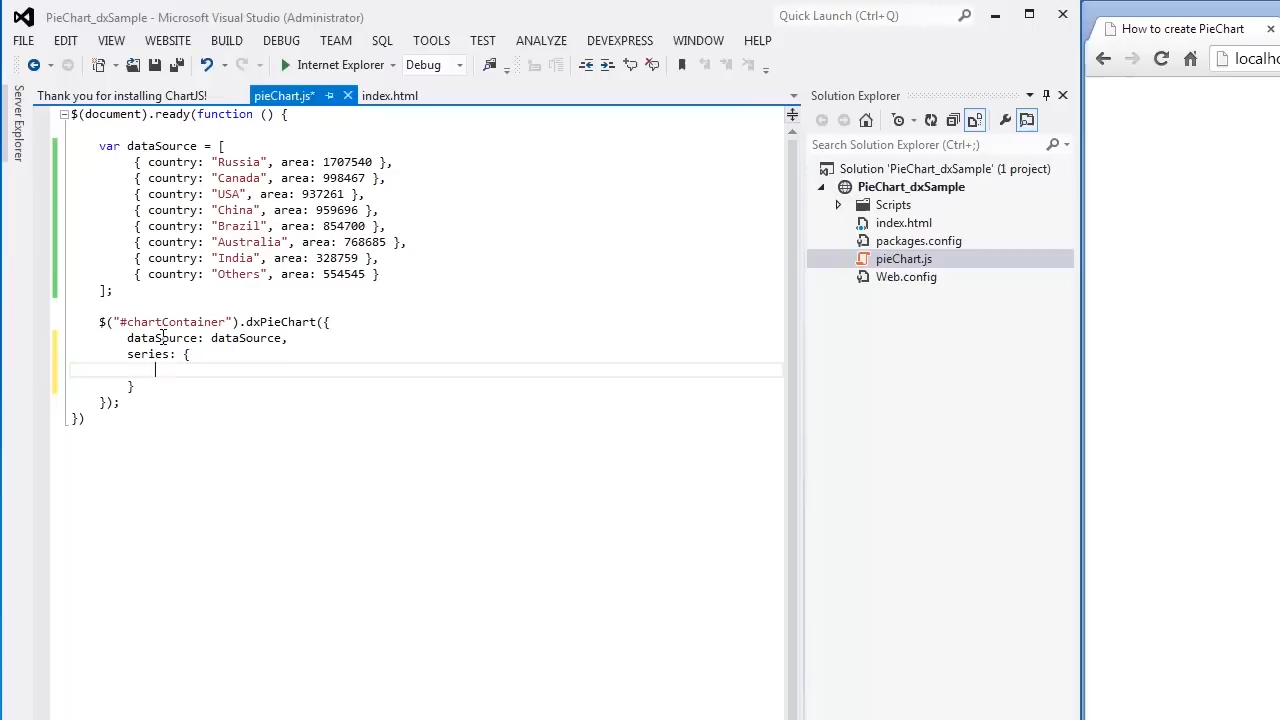 PieChart_dxSample - Microsoft Visual Studio (Administrator)
Quick Launch (Ctrl+Q)
FILE EDIT VIEW WEBSITE BUILD DEBUG TEAM SQL TOOLS TEST ANALYZE DEVEXPRESS WINDOW HELP
Internet Explorer Debug
Server Explorer
Thank you for installing ChartJS! pieChart.js* index.html
$(document).ready(function () {
var dataSource = [
{ country: "Russia", area: 1707540 },
{ country: "Canada", area: 998467 },
{ country: "USA", area: 937261 },
{ country: "China", area: 959696 },
{ country: "Brazil", area: 854700 },
{ country: "Australia", area: 768685 },
{ country: "India", area: 328759 },
{ country: "Others", area: 554545 }
];
$("#chartContainer").dxPieChart({
dataSource: dataSource,
series: {
}
});
})
Solution Explorer
Search Solution Explorer (Ctrl+;)
Solution 'PieChart_dxSample' (1 project)
PieChart_dxSample
Scripts
index.html
packages.config
pieChart.js
Web.config
How to create PieChart
localho